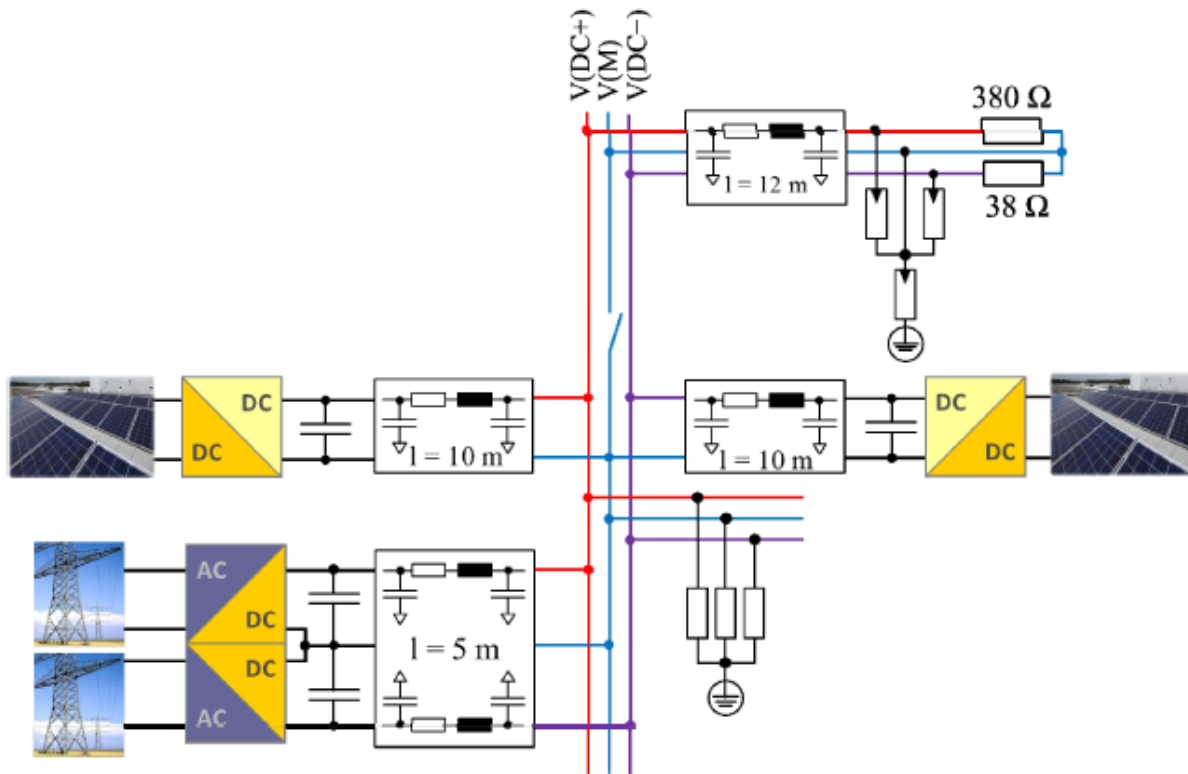 V(DC+)
V(M)
V(DC−)
380 Ω
l = 12 m
38 Ω
DC
DC
l = 10 m
l = 10 m
DC
DC
AC
DC
DC
AC
l = 5 m